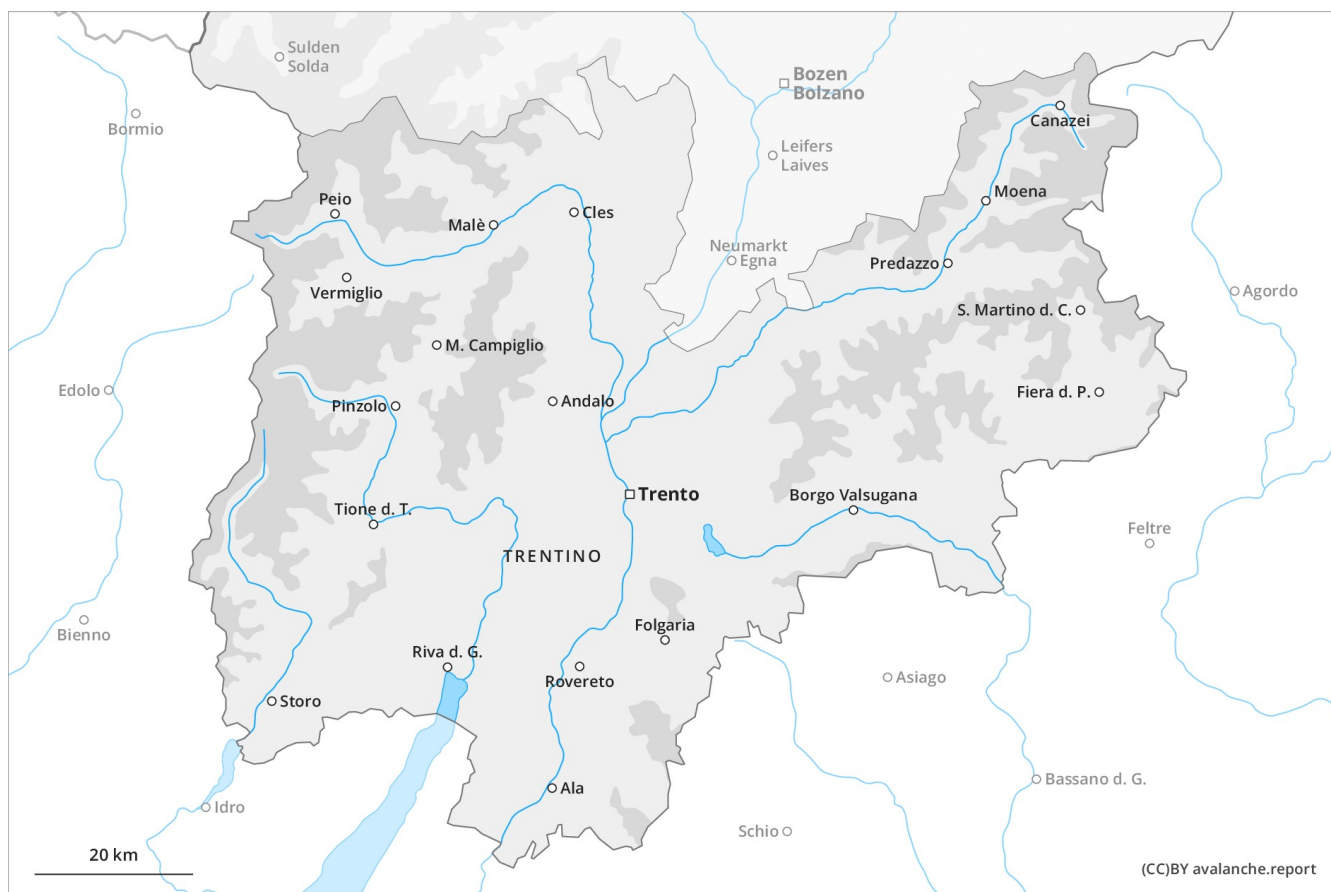 Sulden
Solda
Bozen
Bolzano
Bormio
Canazei
Leifers
Laives
Peio
Malè
Cles
Moena
Neumarkt
Egna
Predazzo
Vermiglio
Agordo
S. Martino d. C.
M. Campiglio
Edolo
Pinzolo
Andalo
Fiera d. P.
Trento
Borgo Valsugana
Tione d. T.
Feltre
TRENTINO
Bienno
Folgaria
Riva d. G.
Rovereto
Asiago
Storo
Bassano d. G.
Ala
Idro
Schio
20 km
(CC)BY avalanche.report